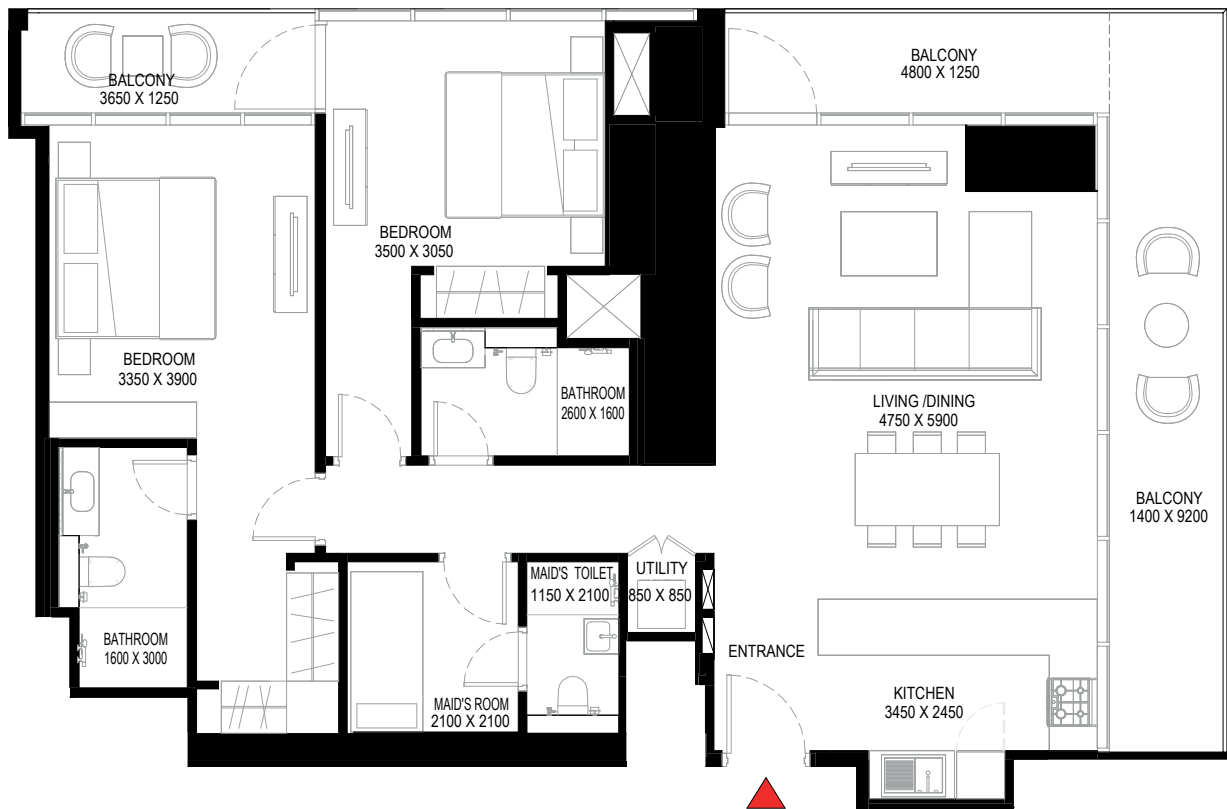 BALCONY
3650 X 1250
BALCONY
4800 X 1250
BEDROOM
3500 X 3050
BEDROOM
3350 X 3900
BATHROOM
2600 X 1600
LIVING /DINING
4750 X 5900
BALCONY
1400 X 9200
MAID'S TOILET
1150 X 2100
UTILITY
850 X 850
BATHROOM
1600 X 3000
ENTRANCE
MAID'S ROOM
2100 X 2100
KITCHEN
3450 X 2450